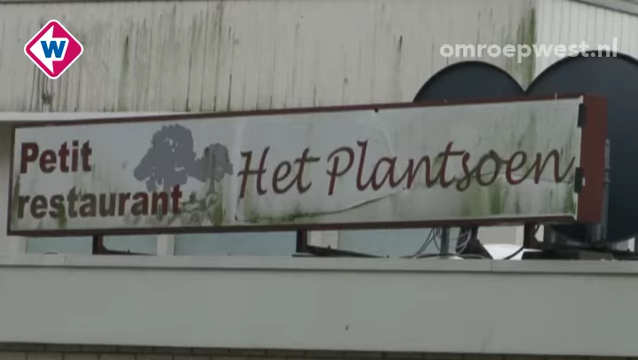 W
omroepwest.nl
Petit
restaurant
Het Plantsoen